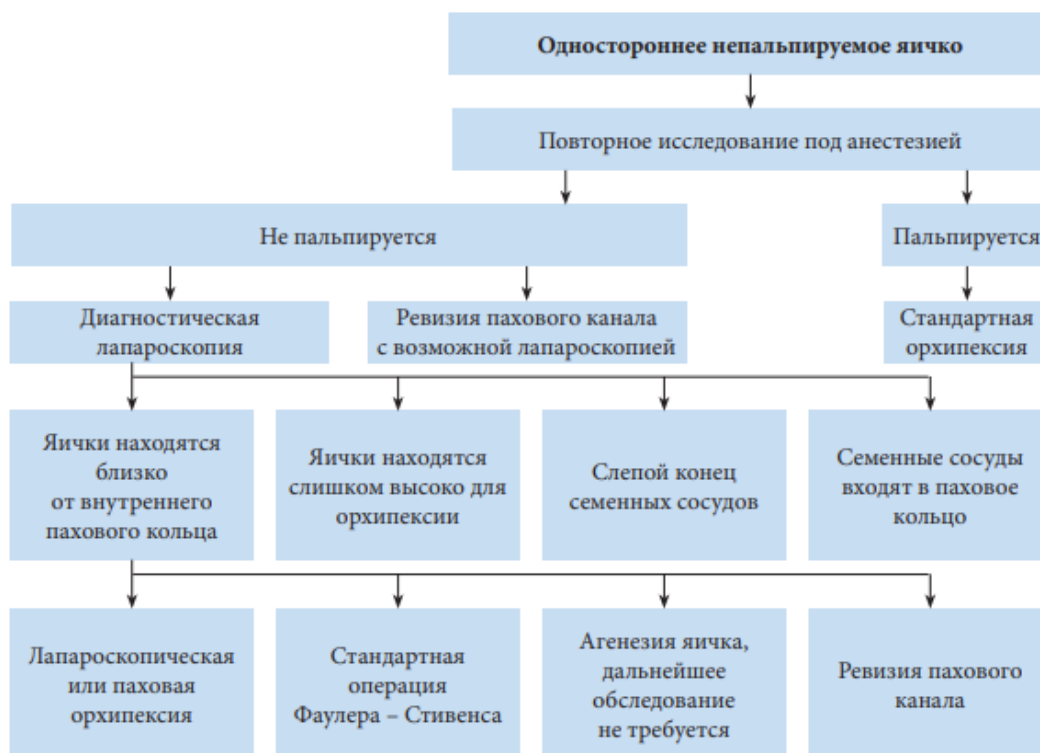 Одностороннее непальпируемое яичко
Повторное исследование под анестезией
Не пальпируется
Пальпируется
Диагностическая
лапароскопия
Ревизия пахового канала
с возможной лапароскопией
Стандартная
орхипексия
Яички находятся
близко
от внутреннего
пахового кольца
Яички находятся
слишком высоко для
орхипексии
Слепой конец
семенных сосудов
Семенные сосуды
входят в паховое
кольцо
Лапароскопическая
или паховая
орхипексия
Стандартная
операция
Фаулера – Стивенса
Агенезия яичка,
дальнейшее
обследование
не требуется
Ревизия пахового
канала